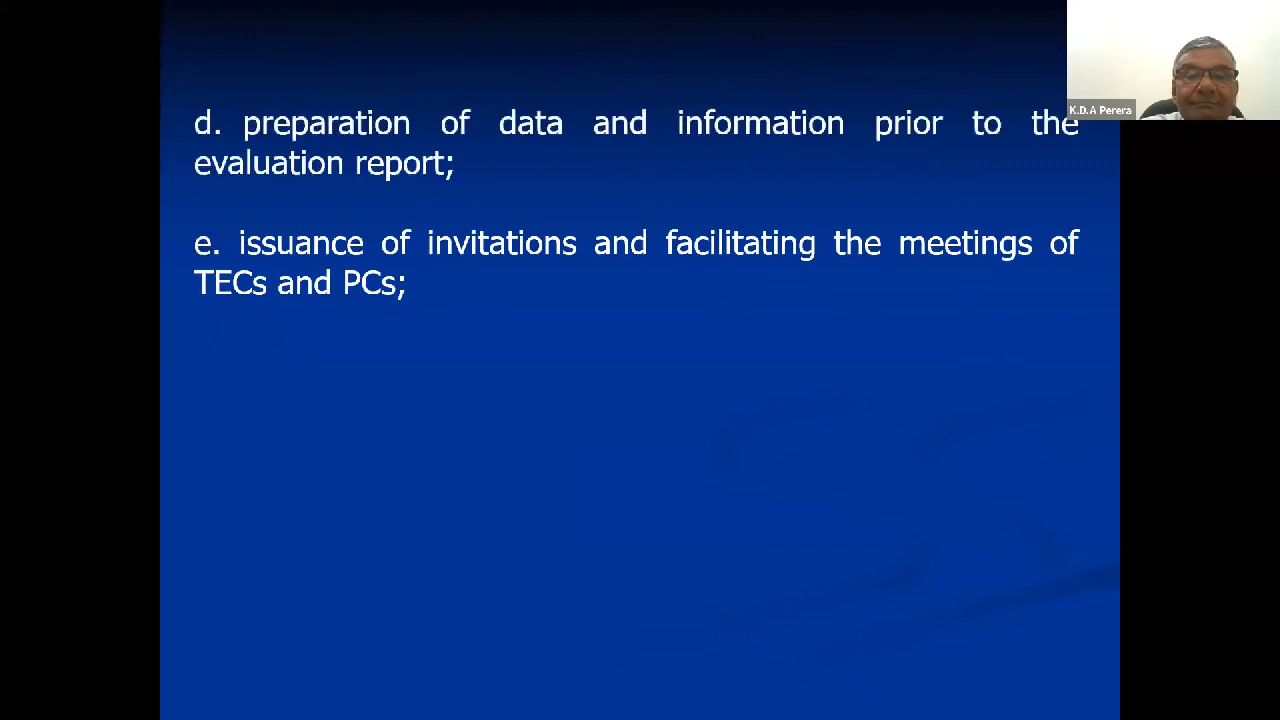 d. preparation of data and information prior to the
evaluation report;
e. issuance of invitations and facilitating the meetings of
TECs and PCs;
K.D.A Perera